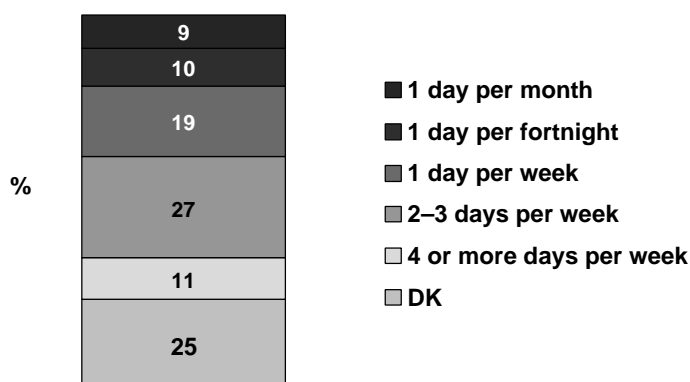 9
10
19
27
11
25
%
1 day per month
1 day per fortnight
1 day per week
2–3 days per week
4 or more days per week
DK